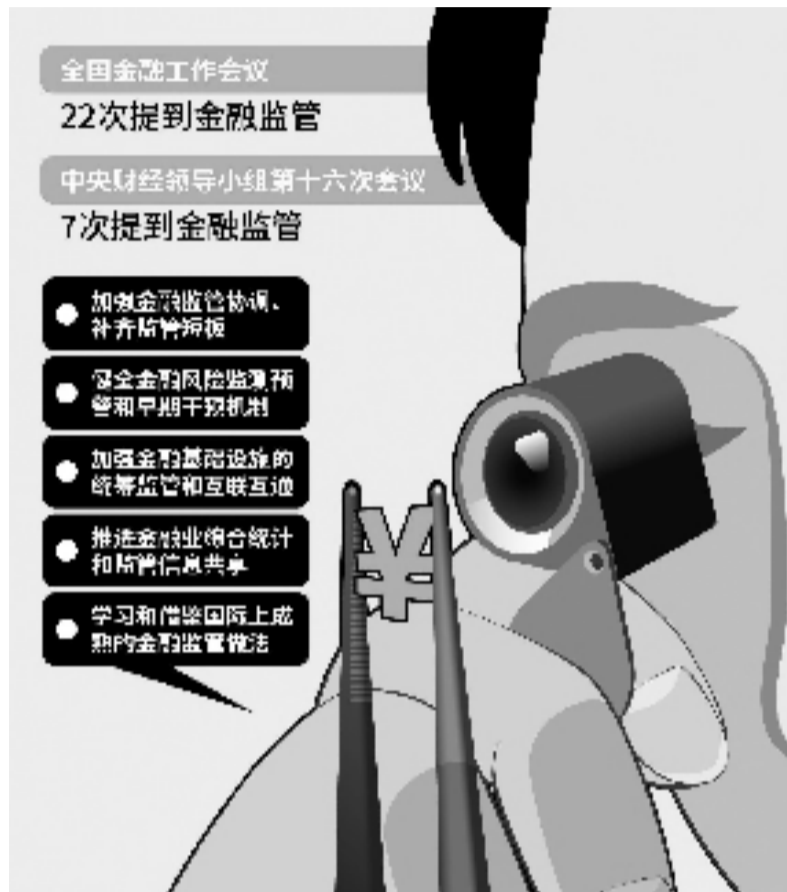 全国金融工作会议
22次提到金融监管
中央财经领导小组第十六次会议
7次提到金融监管
加强金融监管协调、
补齐监管短板
健全金融风险监测预
警和早期干预机制
加强金融基础设施的
统筹监管和互联互通
推进金融业综合统计
和监管信息共享
学习和借鉴国际上成
熟的金融监管做法
¥